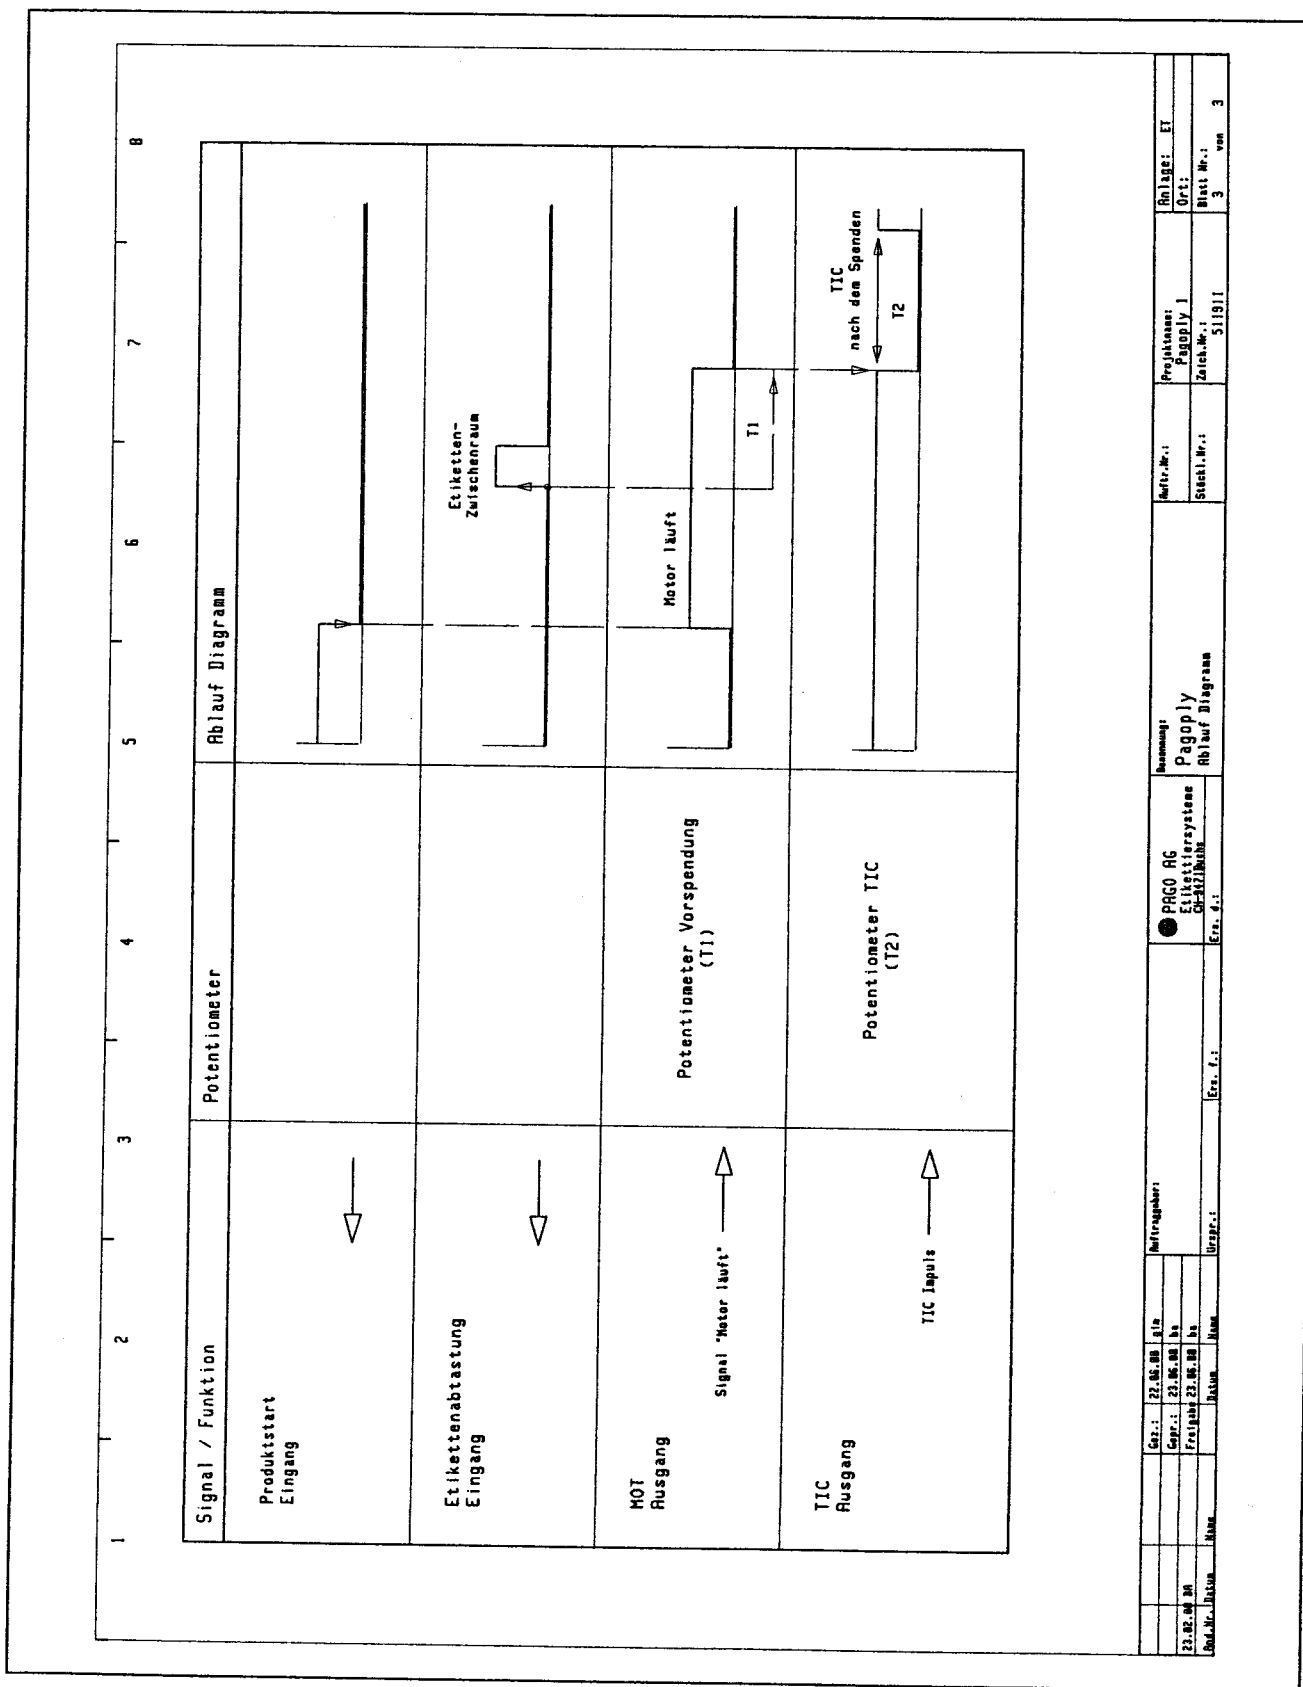 1 2 3 4 5 6 7 8
Signal / Funktion Potentiometer Ablauf Diagramm
Produktstart
Eingang
Etikettenabtastung
Eingang
Etiketten-
Zwischenraum
MOT
Ausgang
Signal "Motor läuft"
Potentiometer Vorspendung
(T1)
Motor läuft
T1
TIC
Ausgang
TIC Impuls
Potentiometer TIC
(T2)
TIC
nach dem Spenden
T2
Gez.: 22.06.88
Gepr.: 23.06.88 ba
Freigabe 23.06.88 ba
Datum Name
And.Nr. Datum Name
Auftraggeber:
Urspr.: Ers. f.: Ers. d.:
PAGO AG
Etikettiersysteme
Benennung:
Pagoply
Ablauf Diagramm
Auftr.Nr.:
Stückl.Nr.:
Projektname:
Pagoply 1
Zeich.Nr.:
511911
Anlage: ET
Ort:
Blatt Nr.:
3 von 3